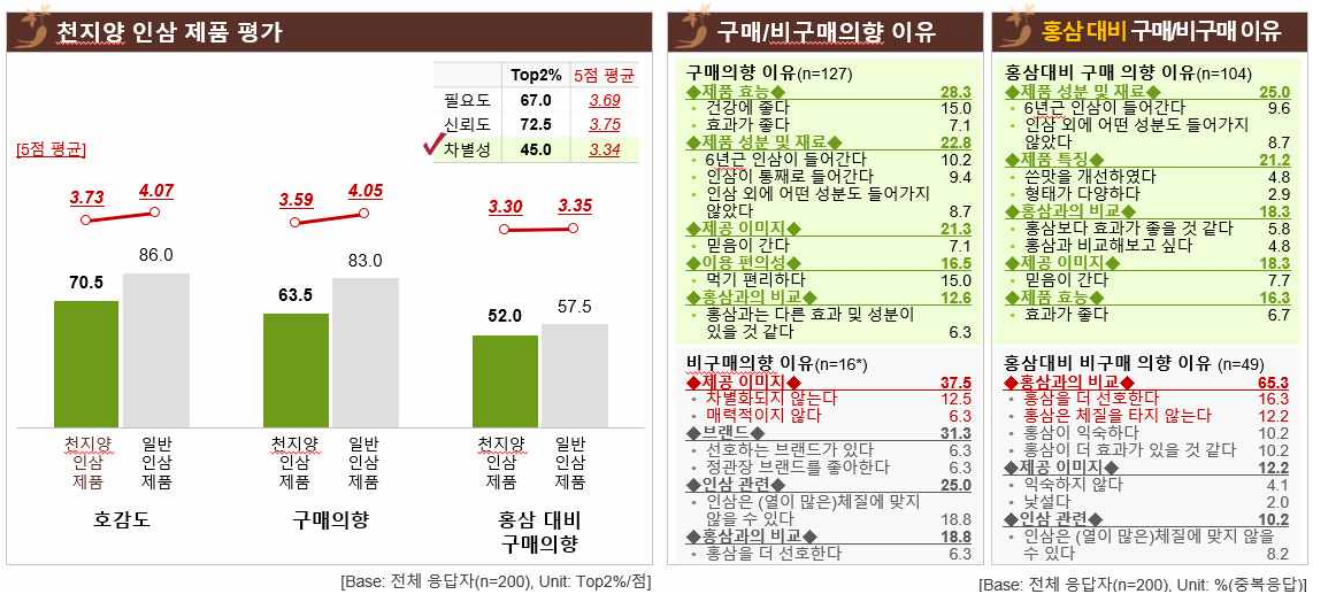 천지양 인삼 제품 평가
Top2% 5점 평균
필요도 67.0 3.69
신뢰도 72.5 3.75
차별성 45.0 3.34
[5점 평균]
3.73 4.07 3.59 4.05 3.30 3.35
70.5 86.0 63.5 83.0 52.0 57.5
천지양 인삼 제품
일반 인삼 제품
천지양 인삼 제품
일반 인삼 제품
천지양 인삼 제품
일반 인삼 제품
호감도
구매의향
홍삼 대비
구매의향
[Base: 전체 응답자(n=200), Unit: Top2%/점]
구매/비구매의향 이유
구매의향 이유(n=127)
◆제품 효능◆ 28.3
• 건강에 좋다 15.0
• 효과가 좋다 7.1
◆제품 성분 및 재료◆ 22.8
• 6년근 인삼이 들어간다 10.2
• 인삼이 통째로 들어간다 9.4
• 인삼 외에 어떤 성분도 들어가지
않았다 8.7
◆제공 이미지◆ 21.3
• 믿음이 간다 7.1
◆이용 편의성◆ 16.5
• 먹기 편리하다 15.0
◆홍삼과의 비교◆ 12.6
• 홍삼과는 다른 효과 및 성분이
있을 것 같다 6.3
비구매의향 이유(n=16*)
◆제공 이미지◆ 37.5
• 차별화되지 않는다 12.5
• 매력적이지 않다 6.3
◆브랜드◆ 31.3
• 선호하는 브랜드가 있다 6.3
• 정관장 브랜드를 좋아한다 6.3
◆인삼 관련◆ 25.0
• 인삼은 (열이 많은)체질에 맞지
않을 수 있다 18.8
◆홍삼과의 비교◆ 18.8
• 홍삼을 더 선호한다 6.3
홍삼 대비 구매/비구매 이유
홍삼대비 구매 의향 이유(n=104)
◆제품 성분 및 재료◆ 25.0
• 6년근 인삼이 들어간다 9.6
• 인삼 외에 어떤 성분도 들어가지
않았다 8.7
◆제품 특징◆ 21.2
• 쓴맛을 개선하였다 4.8
• 형태가 다양하다 2.9
◆홍삼과의 비교◆ 18.3
• 홍삼보다 효과가 좋을 것 같다 5.8
• 홍삼과 비교해보고 싶다 4.8
◆제공 이미지◆ 18.3
• 믿음이 간다 7.7
◆제품 효능◆ 16.3
• 효과가 좋다 6.7
홍삼대비 비구매 의향 이유 (n=49)
◆홍삼과의 비교◆ 65.3
• 홍삼을 더 선호한다 16.3
• 홍삼은 체질을 타지 않는다 12.2
• 홍삼이 익숙하다 10.2
• 홍삼이 더 효과가 있을 것 같다 10.2
◆제공 이미지◆ 12.2
• 익숙하지 않다 4.1
• 낯설다 2.0
◆인삼 관련◆ 10.2
• 인삼은 (열이 많은)체질에 맞지 않을
수 있다 8.2
[Base: 전체 응답자(n=200), Unit: %(중복응답)]